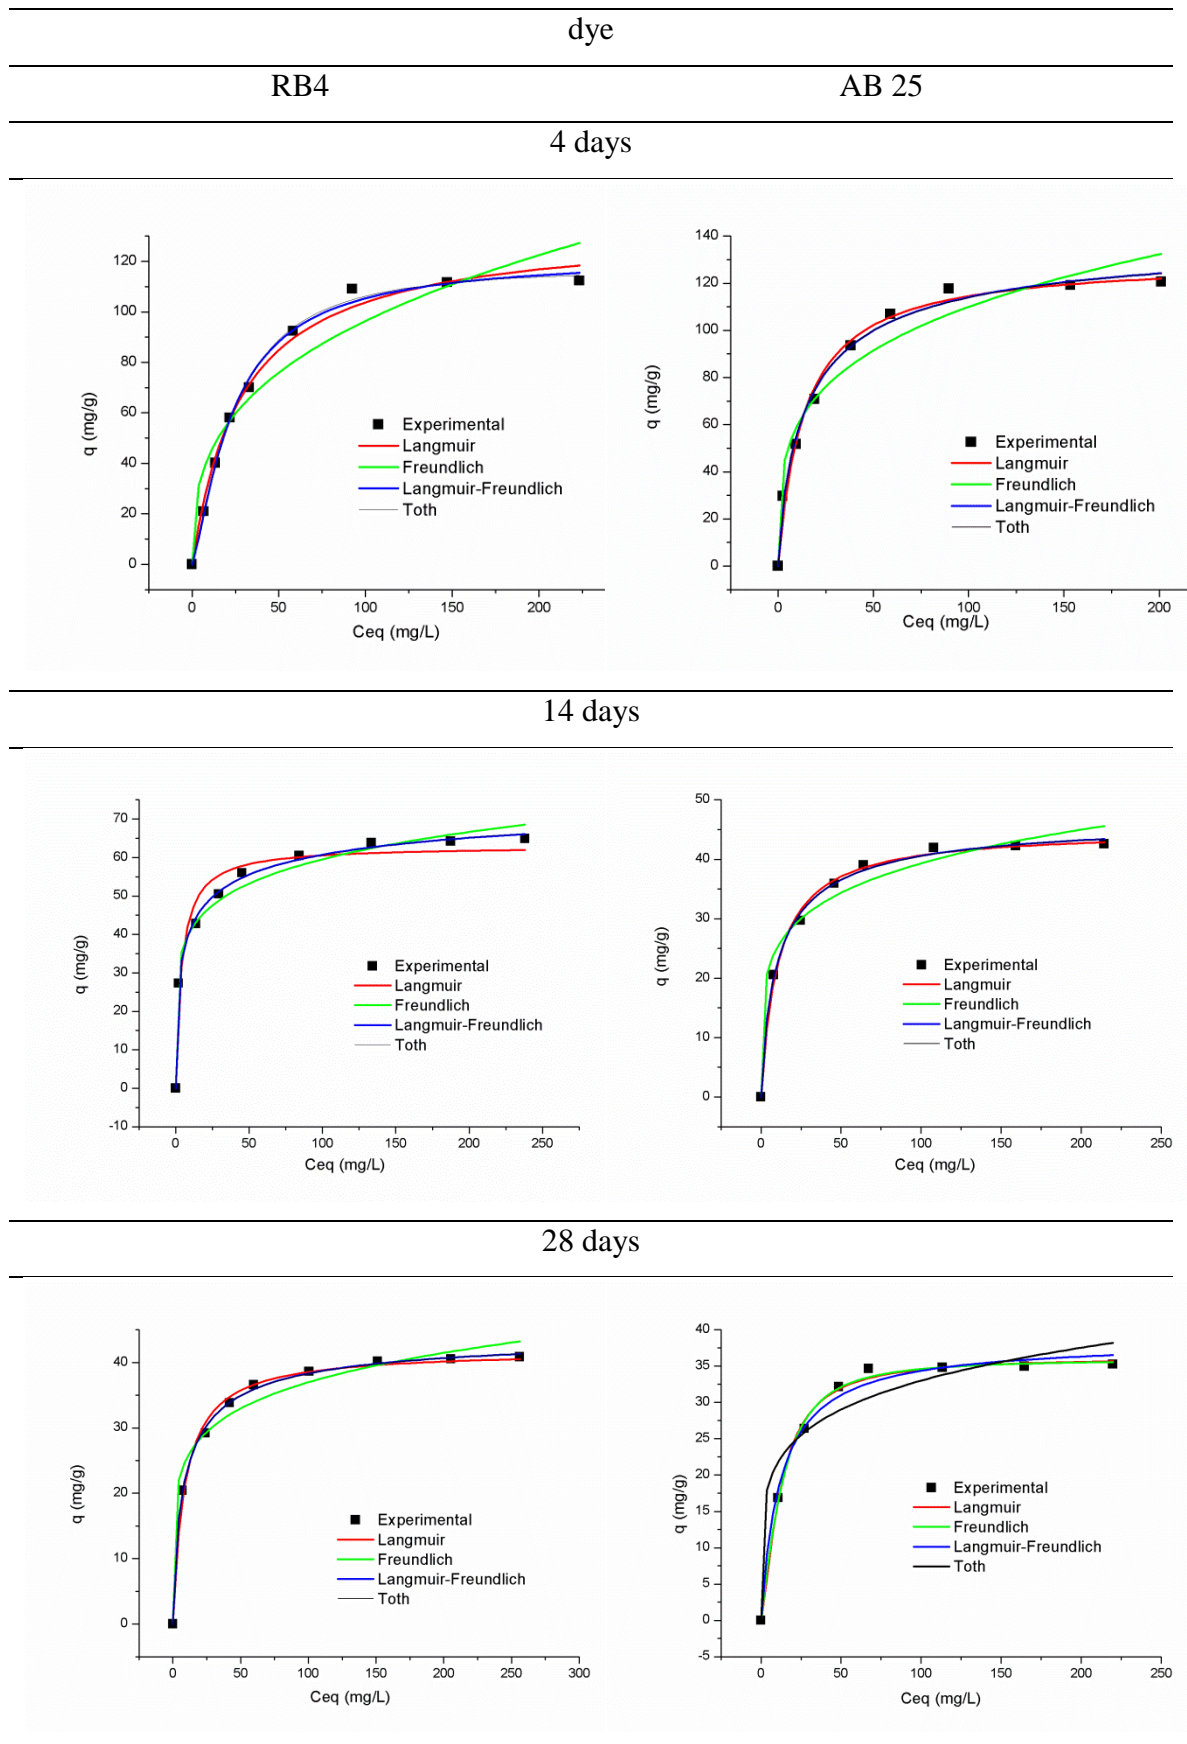 dye
RB4 AB 25
4 days
120
100
80
60
40
20
0
q (mg/g)
0 50 100 150 200
Ceq (mg/L)
Experimental
Langmuir
Freundlich
Langmuir-Freundlich
Toth
140
120
100
80
60
40
20
0
q (mg/g)
0 50 100 150 200
Ceq (mg/L)
Experimental
Langmuir
Freundlich
Langmuir-Freundlich
Toth
14 days
70
60
50
40
30
20
10
0
-10
q (mg/g)
0 50 100 150 200 250
Ceq (mg/L)
Experimental
Langmuir
Freundlich
Langmuir-Freundlich
Toth
50
40
30
20
10
0
q (mg/g)
0 50 100 150 200 250
Ceq (mg/L)
Experimental
Langmuir
Freundlich
Langmuir-Freundlich
Toth
28 days
40
30
20
10
0
q (mg/g)
0 50 100 150 200 250 300
Ceq (mg/L)
Experimental
Langmuir
Freundlich
Langmuir-Freundlich
Toth
40
35
30
25
20
15
10
5
0
-5
q (mg/g)
0 50 100 150 200 250
Ceq (mg/L)
Experimental
Langmuir
Freundlich
Langmuir-Freundlich
Toth